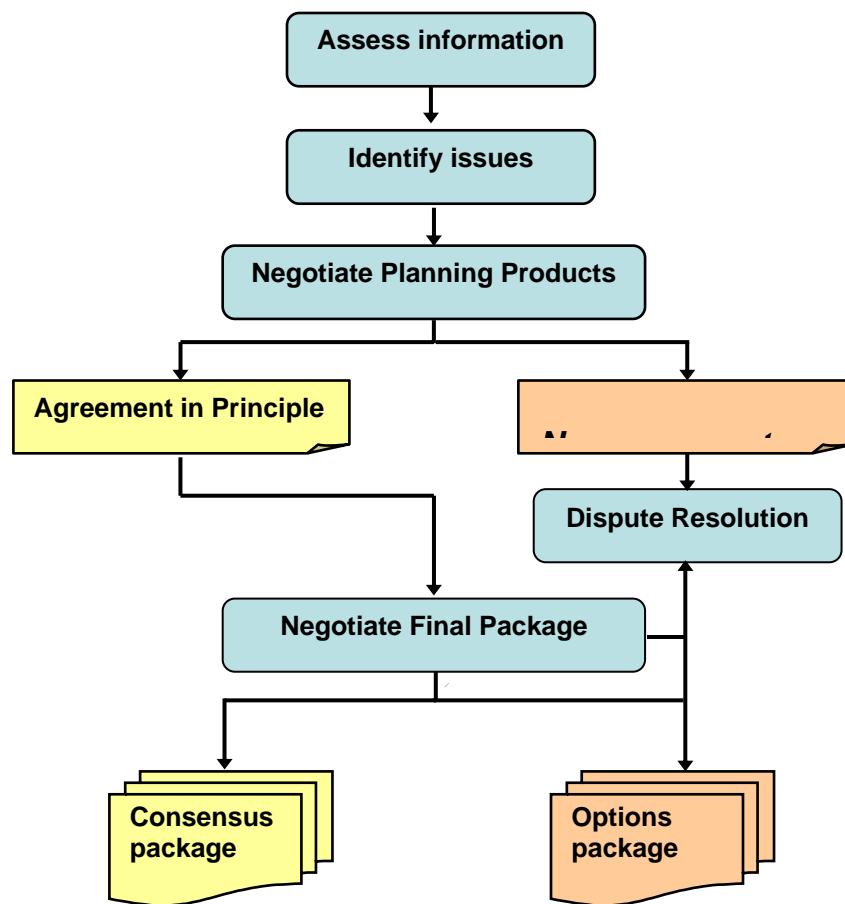 Assess information
Identify issues
Negotiate Planning Products
Agreement in Principle
Dispute Resolution
Negotiate Final Package
Consensus
package
Options
package